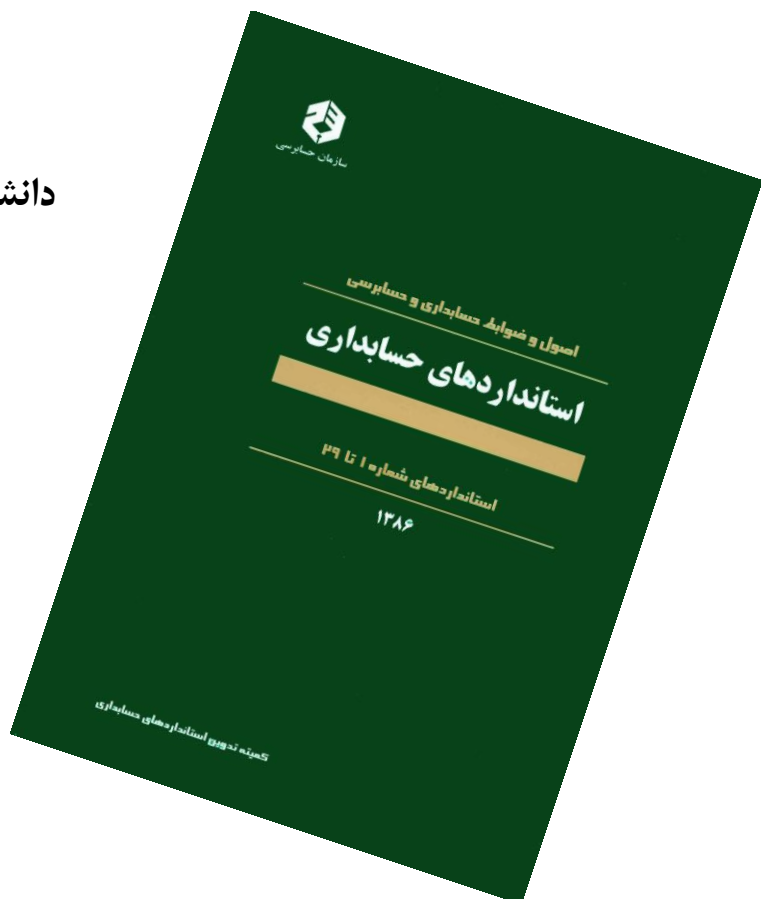 سازمان حسابرسی
دانش
اصول و ضوابط حسابداری و حسابرسی
استانداردهای حسابداری
استانداردهای شماره ۱ تا ۲۹
۱۳۸۶
کمیته تدوین استانداردهای حسابداری